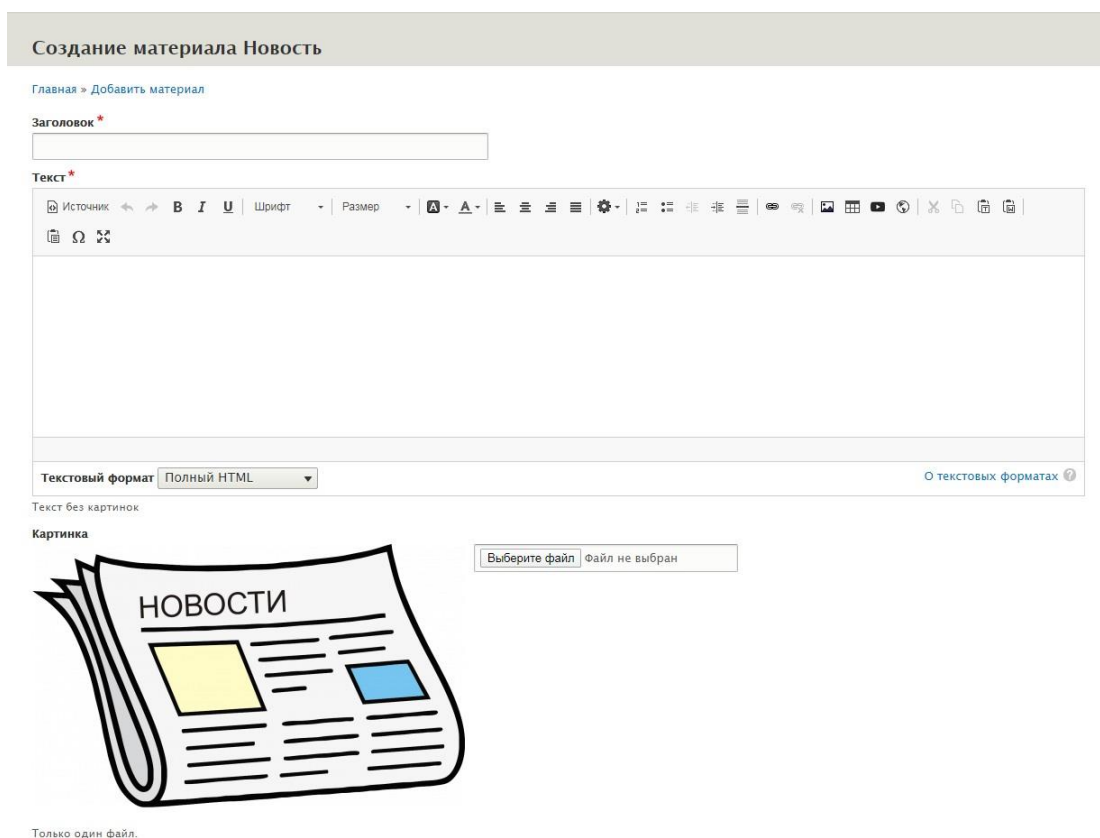 Создание материала Новость
Главная » Добавить материал
Заголовок *
Текст *
Источник B I U Шрифт Размер A A
Ω
Текстовый формат Полный HTML О текстовых форматах ?
Текст без картинок
Картинка
Выберите файл Файл не выбран
НОВОСТИ
Только один файл.